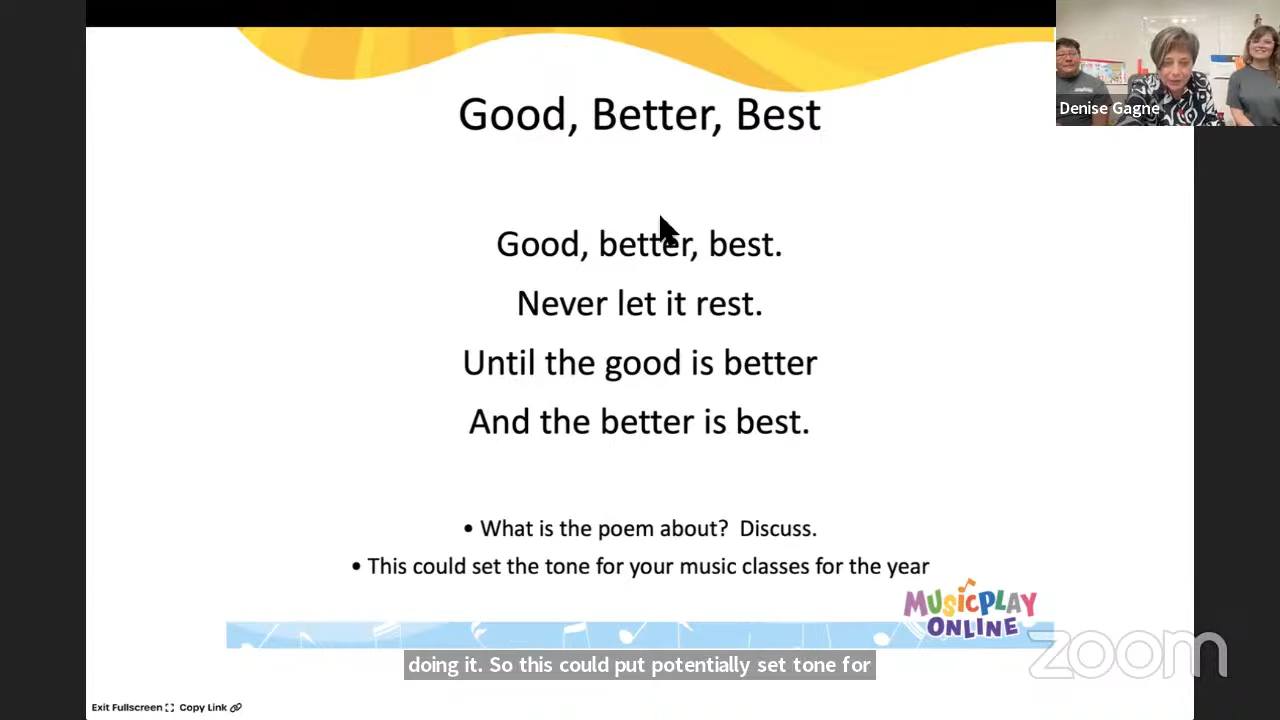 Good, Better, Best
Denise Gagne
Good, better, best.
Never let it rest.
Until the good is better
And the better is best.
• What is the poem about?  Discuss.
• This could set the tone for your music classes for the year
MUSICPLAY
ONLINE
zoom
doing it. So this could put potentially set tone for
Exit Fullscreen Copy Link